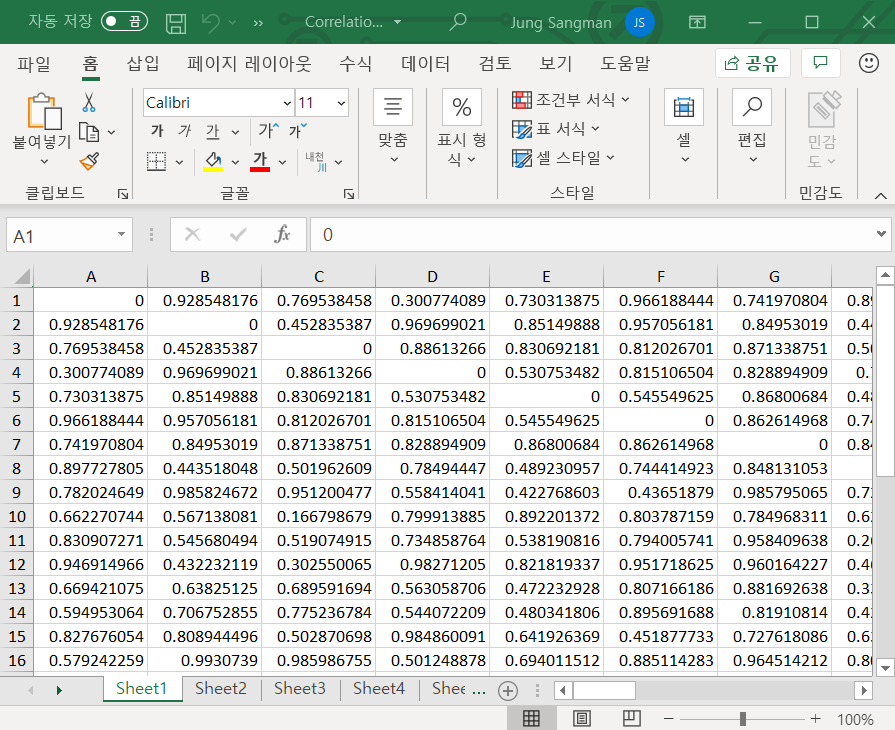 자동 저장 끔 Correlatio... Jung Sangman JS
파일 홈 삽입 페이지 레이아웃 수식 데이터 검토 보기 도움말 공유
붙여넣기 Calibri 11 가 가 가 가 가 가 내천 川 맞춤 % 표시 형식 조건부 서식 표 서식 셀 스타일 셀 편집 민감도
클립보드 글꼴 스타일 민감도
A1 fx 0
A B C D E F G
1 0 0.928548176 0.769538458 0.300774089 0.730313875 0.966188444 0.741970804
2 0.928548176 0 0.452835387 0.969699021 0.85149888 0.957056181 0.84953019
3 0.769538458 0.452835387 0 0.88613266 0.830692181 0.812026701 0.871338751
4 0.300774089 0.969699021 0.88613266 0 0.530753482 0.815106504 0.828894909
5 0.730313875 0.85149888 0.830692181 0.530753482 0 0.545549625 0.86800684
6 0.966188444 0.957056181 0.812026701 0.815106504 0.545549625 0 0.862614968
7 0.741970804 0.84953019 0.871338751 0.828894909 0.86800684 0.862614968 0
8 0.897727805 0.443518048 0.501962609 0.78494447 0.489230957 0.744414923 0.848131053
9 0.782024649 0.985824672 0.951200477 0.558414041 0.422768603 0.43651879 0.985795065
10 0.662270744 0.567138081 0.166798679 0.799913885 0.892201372 0.803787159 0.784968311
11 0.830907271 0.545680494 0.519074915 0.734858764 0.538190816 0.794005741 0.958409638
12 0.946914966 0.432232119 0.302550065 0.98271205 0.821819337 0.951718625 0.960164227
13 0.669421075 0.63825125 0.689591694 0.563058706 0.472232928 0.807166186 0.881692638
14 0.594953064 0.706752855 0.775236784 0.544072209 0.480341806 0.895691688 0.81910814
15 0.827676054 0.808944496 0.502870698 0.984860091 0.641926369 0.451877733 0.727618086
16 0.579242259 0.9930739 0.985986755 0.501248878 0.694011512 0.885114283 0.964514212
Sheet1 Sheet2 Sheet3 Sheet4 Shee ...
100%